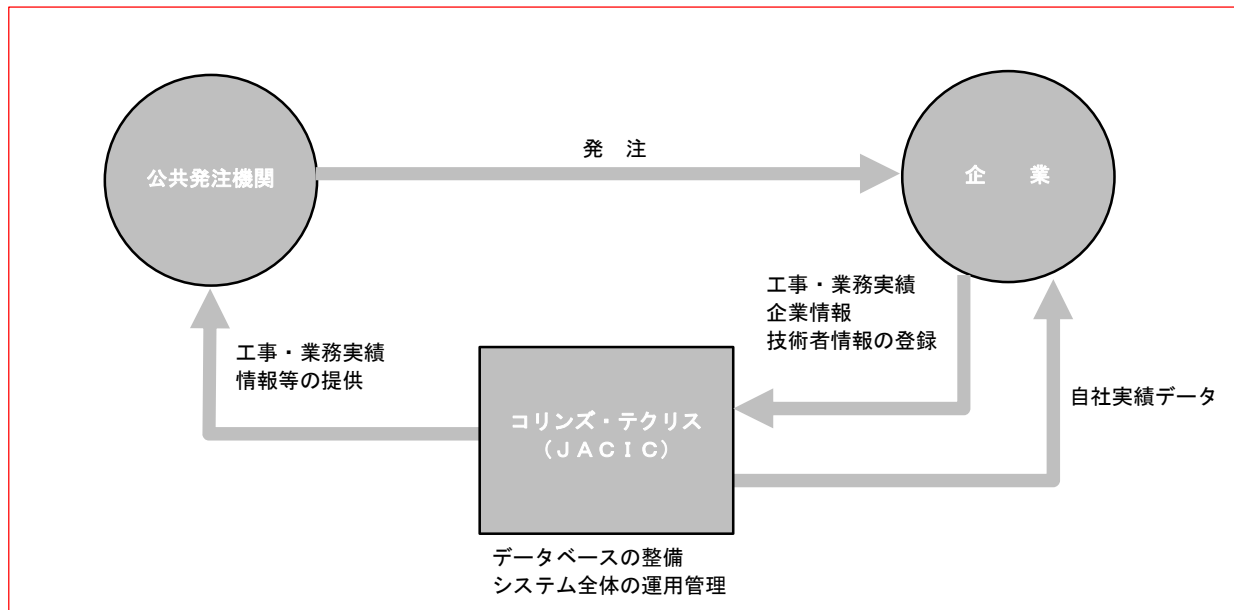 発　注
公共発注機関
企　　業
工事・業務実績
企業情報
技術者情報の登録
工事・業務実績
情報等の提供
自社実績データ
コリンズ・テクリス
（ＪＡＣＩＣ）
データベースの整備
システム全体の運用管理